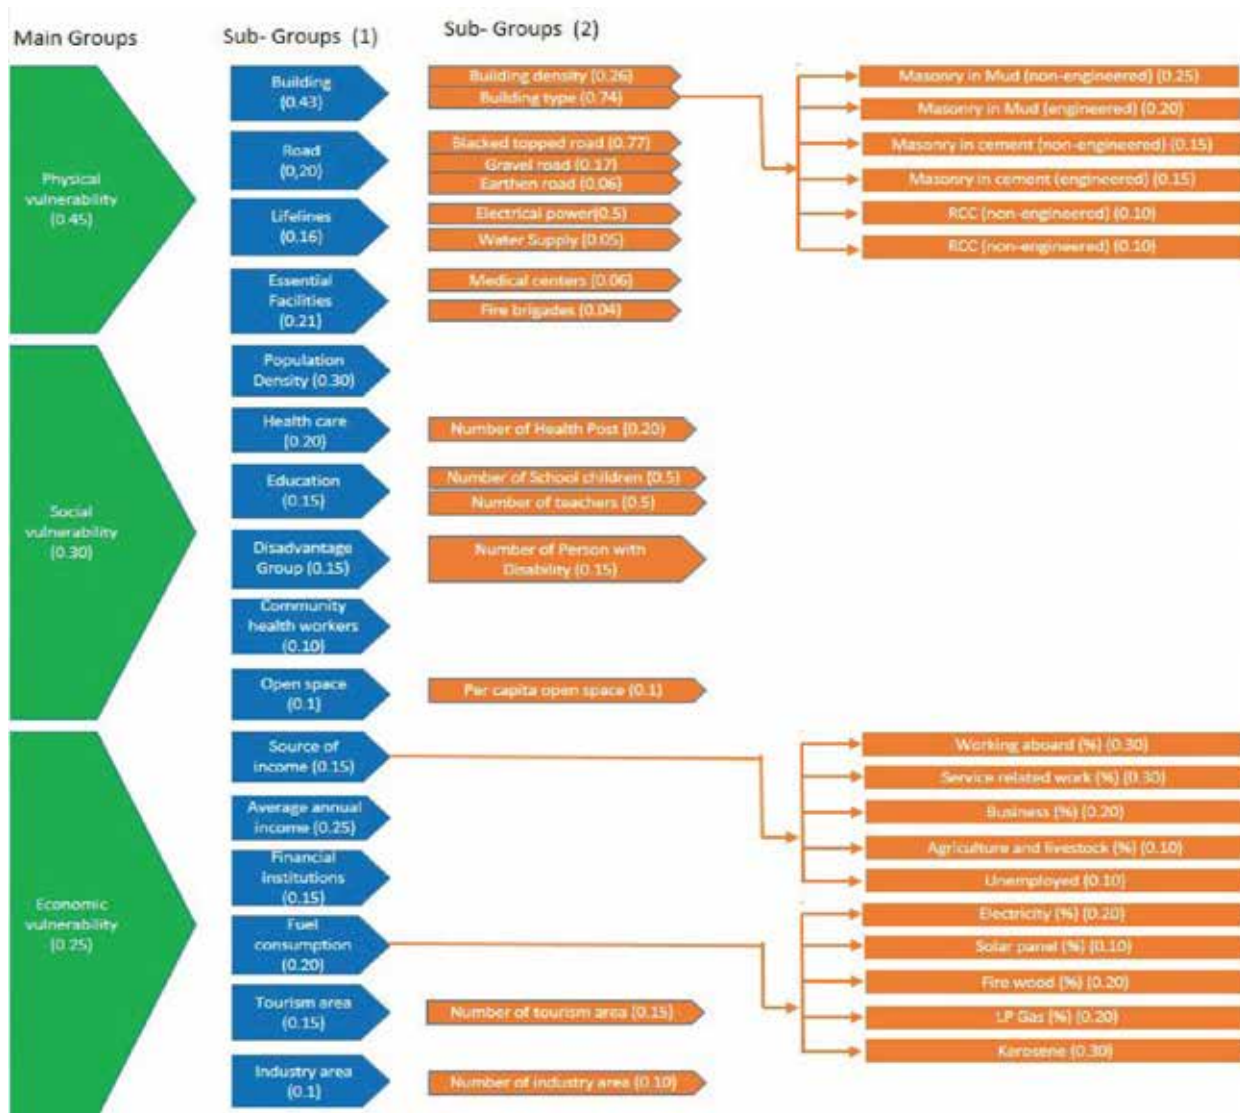 Main Groups
Sub- Groups (1)
Sub- Groups (2)
Physical
vulnerability
(0.45)
Building
(0.43)
Building density (0.26)
Building type (0.74)
Masonry in Mud (non-engineered) (0.25)
Masonry in Mud (engineered) (0.20)
Masonry in cement (non-engineered) (0.15)
Masonry in cement (engineered) (0.15)
RCC (non-engineered) (0.10)
RCC (non-engineered) (0.10)
Road
(0,20)
Blacked topped road (0.77)
Gravel road (0.17)
Earthen road (0.06)
Lifelines
(0.16)
Electrical power(0.5)
Water Supply (0.05)
Essential
Facilities
(0.21)
Medical centers (0.06)
Fire brigades (0.04)
Social
vulnerability
(0.30)
Population
Density (0.30)
Health care
(0.20)
Number of Health Post (0.20)
Education
(0.15)
Number of School children (0.5)
Number of teachers (0.5)
Disadvantage
Group (0.15)
Number of Person with
Disability (0.15)
Community
health workers
(0.10)
Open space
(0.1)
Per capita open space (0.1)
Economic
vulnerability
(0.25)
Source of
income (0.15)
Working aboard (%) (0.30)
Service related work (%) (0.30)
Business (%) (0.20)
Agriculture and livestock (%) (0.10)
Unemployed (0.10)
Average annual
income (0.25)
Financial
Institutions
(0.15)
Fuel
consumption
(0.20)
Electricity (%) (0.20)
Solar panel (%) (0.10)
Fire wood (%) (0.20)
LP Gas (%) (0.20)
Kerosene (0.30)
Tourism area
(0.15)
Number of tourism area (0.15)
Industry area
(0.1)
Number of industry area (0.10)